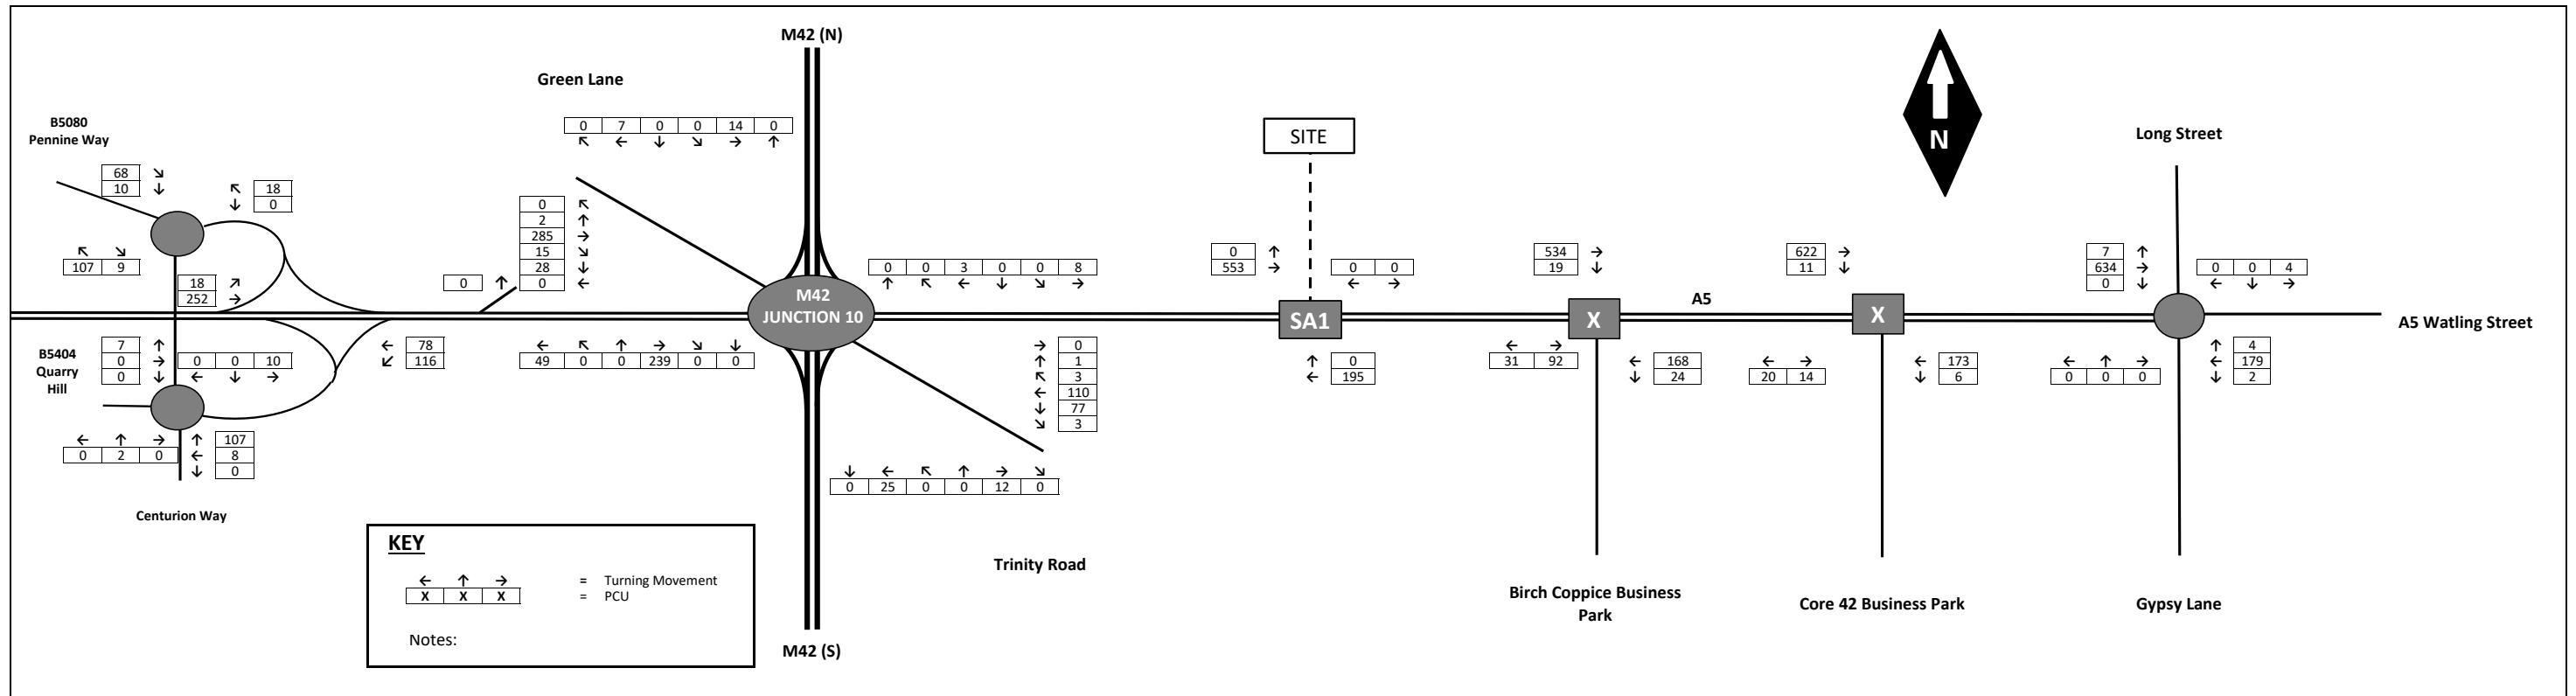 M42 (N)
Green Lane
B5080
Pennine Way
Long Street
SITE
N
0 7 0 0 14 0
↖ ← ↓ ↘ → ↑
68 ↘
10 ↓
↖ 18
↓ 0
0 ↖
2 ↑
285 →
15 ↘
28 ↓
0 ←
↖ ↘
107 9
18 ↗
252 →
0 ↑
M42
JUNCTION 10
0 0 3 0 0 8
↑ ↖ ← ↓ ↘ →
0 ↑
553 →
0 0
← →
SA1
534 →
19 ↓
X
A5
622 →
11 ↓
X
7 ↑
634 →
0 ↓
0 0 4
← ↓ →
A5 Watling Street
B5404
Quarry
Hill
7 ↑
0 →
0 ↓
0 0 10
← ↓ →
← 78
↙ 116
← ↖ ↑ → ↘ ↓
49 0 0 239 0 0
→ 0
↑ 1
↖ 3
← 110
↓ 77
↘ 3
↑ 0
← 195
← →
31 92
← 168
↓ 24
← →
20 14
← 173
↓ 6
← ↑ →
0 0 0
↑ 4
← 179
↓ 2
← ↑ →
0 2 0
↑ 107
← 8
↓ 0
↓ ← ↖ ↑ → ↘
0 25 0 0 12 0
Centurion Way
Trinity Road
Birch Coppice Business
Park
Core 42 Business Park
Gypsy Lane
M42 (S)
KEY
← ↑ → = Turning Movement
X X X = PCU
Notes: